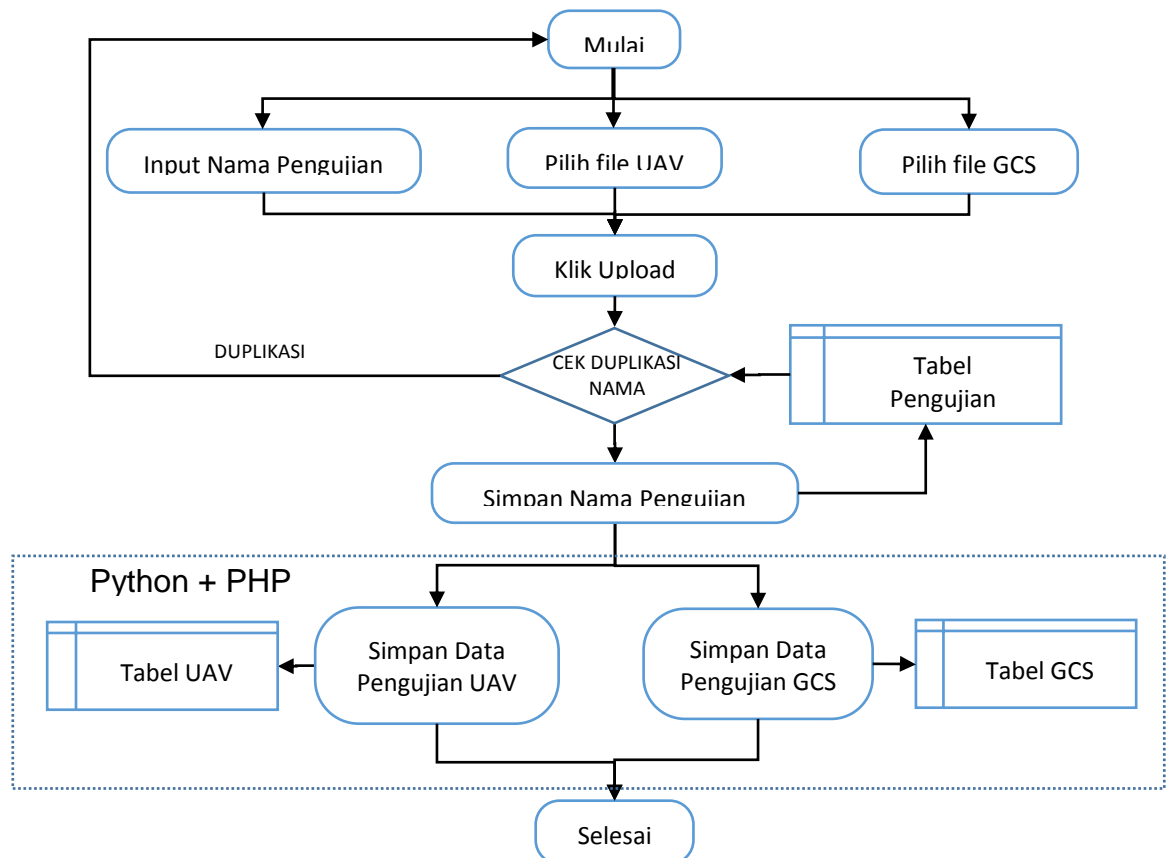 Mulai
Input Nama Pengujian
Pilih file UAV
Pilih file GCS
Klik Upload
DUPLIKASI
CEK DUPLIKASI
NAMA
Tabel
Pengujian
Simpan Nama Pengujian
Python + PHP
Tabel UAV
Simpan Data
Pengujian UAV
Simpan Data
Pengujian GCS
Tabel GCS
Selesai